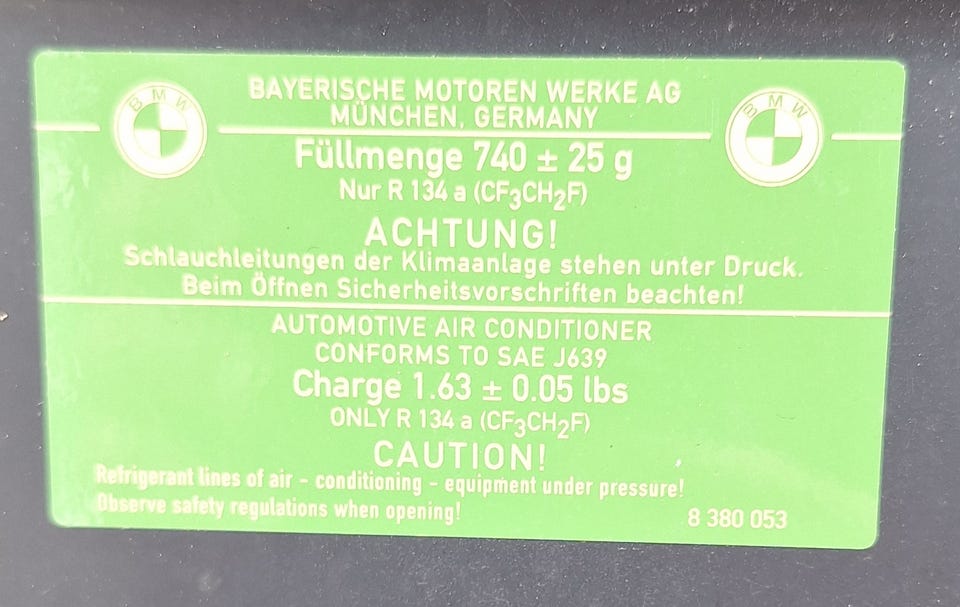 BMW
BMW
BAYERISCHE MOTOREN WERKE AG
MÜNCHEN, GERMANY
Füllmenge 740 ± 25 g
Nur R 134 a (CF₃CH₂F)
ACHTUNG!
Schlauchleitungen der Klimaanlage stehen unter Druck.
Beim Öffnen Sicherheitsvorschriften beachten!
AUTOMOTIVE AIR CONDITIONER
CONFORMS TO SAE J639
Charge 1.63 ± 0.05 lbs
ONLY R 134 a (CF₃CH₂F)
CAUTION!
Refrigerant lines of air - conditioning - equipment under pressure!
Observe safety regulations when opening!
8 380 053